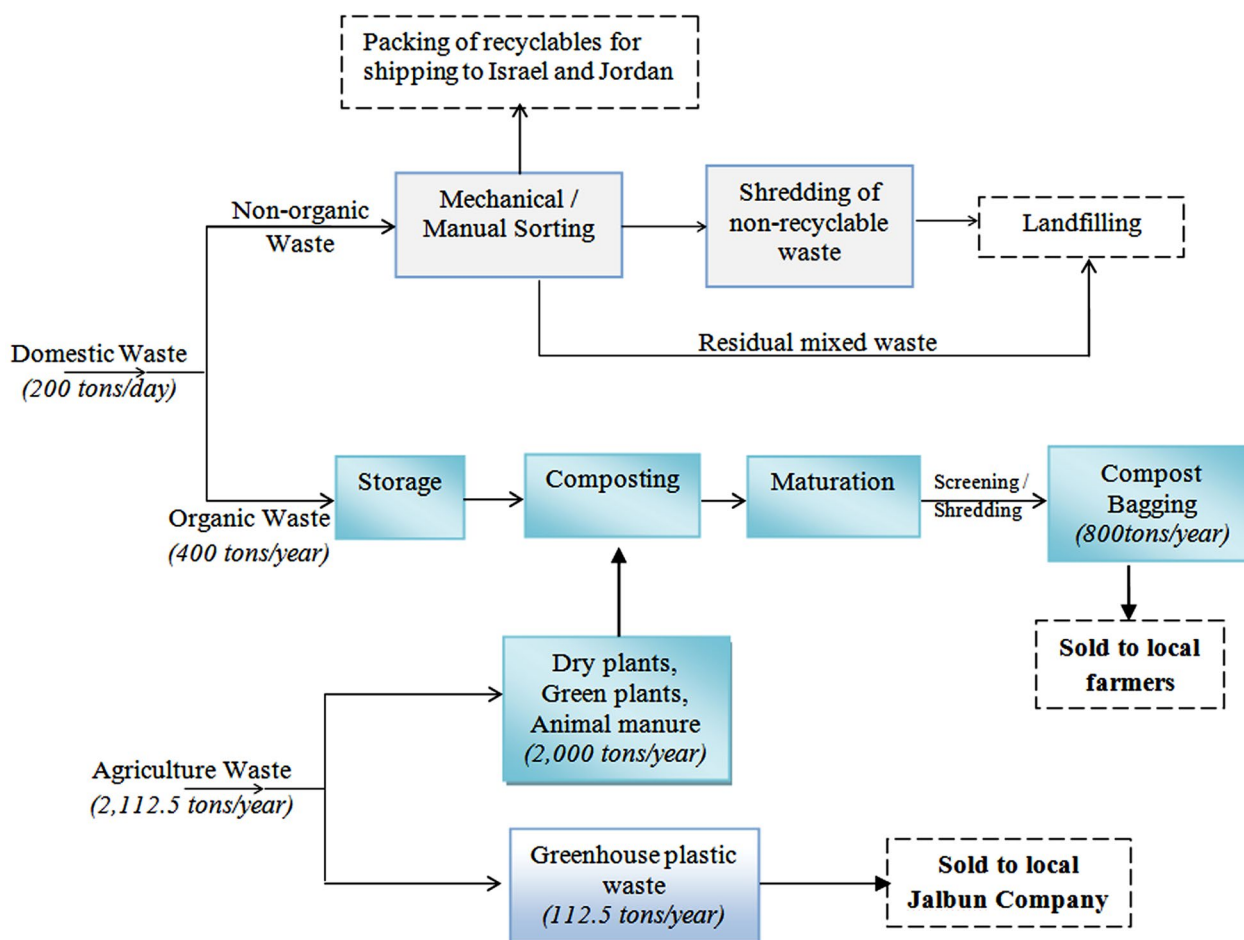 Packing of recyclables for
shipping to Israel and Jordan
Non-organic
Waste
Mechanical /
Manual Sorting
Shredding of
non-recyclable
waste
Landfilling
Residual mixed waste
Domestic Waste
(200 tons/day)
Organic Waste
(400 tons/year)
Storage
Composting
Maturation
Screening /
Shredding
Compost
Bagging
(800tons/year)
Sold to local
farmers
Dry plants,
Green plants,
Animal manure
(2,000 tons/year)
Agriculture Waste
(2,112.5 tons/year)
Greenhouse plastic
waste
(112.5 tons/year)
Sold to local
Jalbun Company